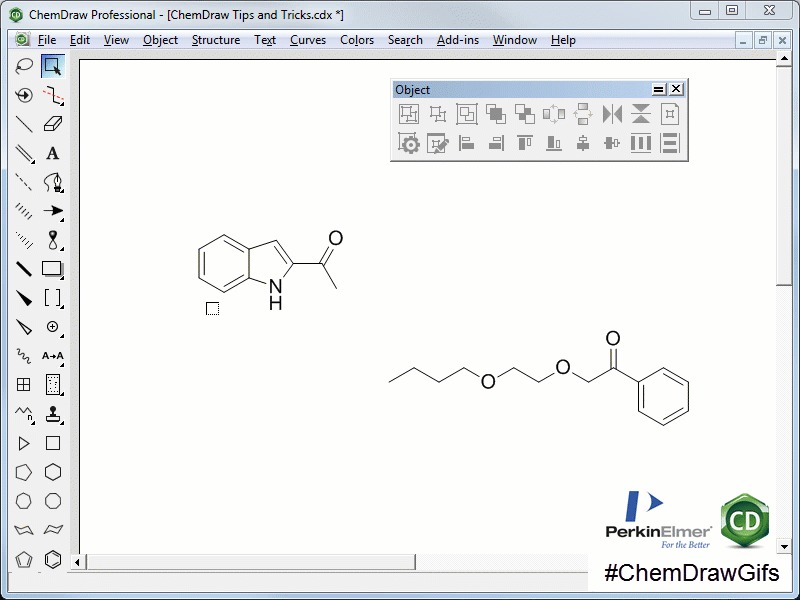 ChemDraw Professional - [ChemDraw Tips and Tricks.cdx *]
File Edit View Object Structure Text Curves Colors Search Add-ins Window Help
Object
A
O
N
H
A→A
O
O
O
n
PerkinElmer®
For the Better
CD
#ChemDrawGifs